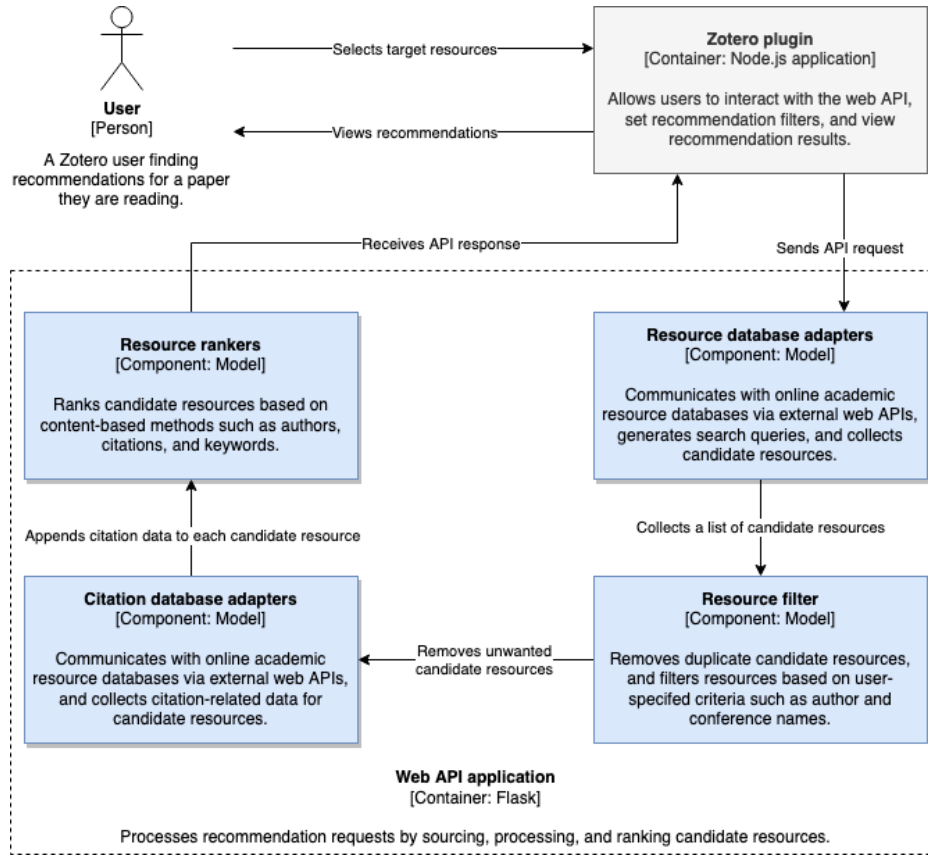 User
[Person]
A Zotero user finding
recommendations for a paper
they are reading.
Selects target resources
Views recommendations
Zotero plugin
[Container: Node.js application]
Allows users to interact with the web API,
set recommendation filters, and view
recommendation results.
Receives API response
Sends API request
Resource rankers
[Component: Model]
Ranks candidate resources based on
content-based methods such as authors,
citations, and keywords.
Resource database adapters
[Component: Model]
Communicates with online academic
resource databases via external web APIs,
generates search queries, and collects
candidate resources.
Appends citation data to each candidate resource
Collects a list of candidate resources
Citation database adapters
[Component: Model]
Communicates with online academic
resource databases via external web APIs,
and collects citation-related data for
candidate resources.
Removes unwanted
candidate resources
Resource filter
[Component: Model]
Removes duplicate candidate resources,
and filters resources based on user-
specifed criteria such as author and
conference names.
Web API application
[Container: Flask]
Processes recommendation requests by sourcing, processing, and ranking candidate resources.